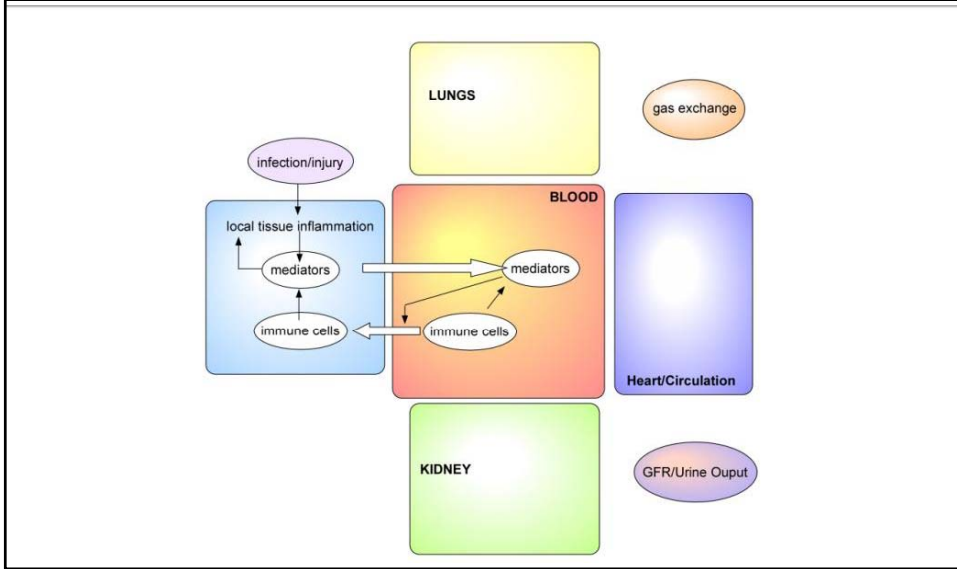 LUNGS
gas exchange
infection/injury
BLOOD
local tissue inflammation
mediators
mediators
immune cells
immune cells
Heart/Circulation
KIDNEY
GFR/Urine Ouput